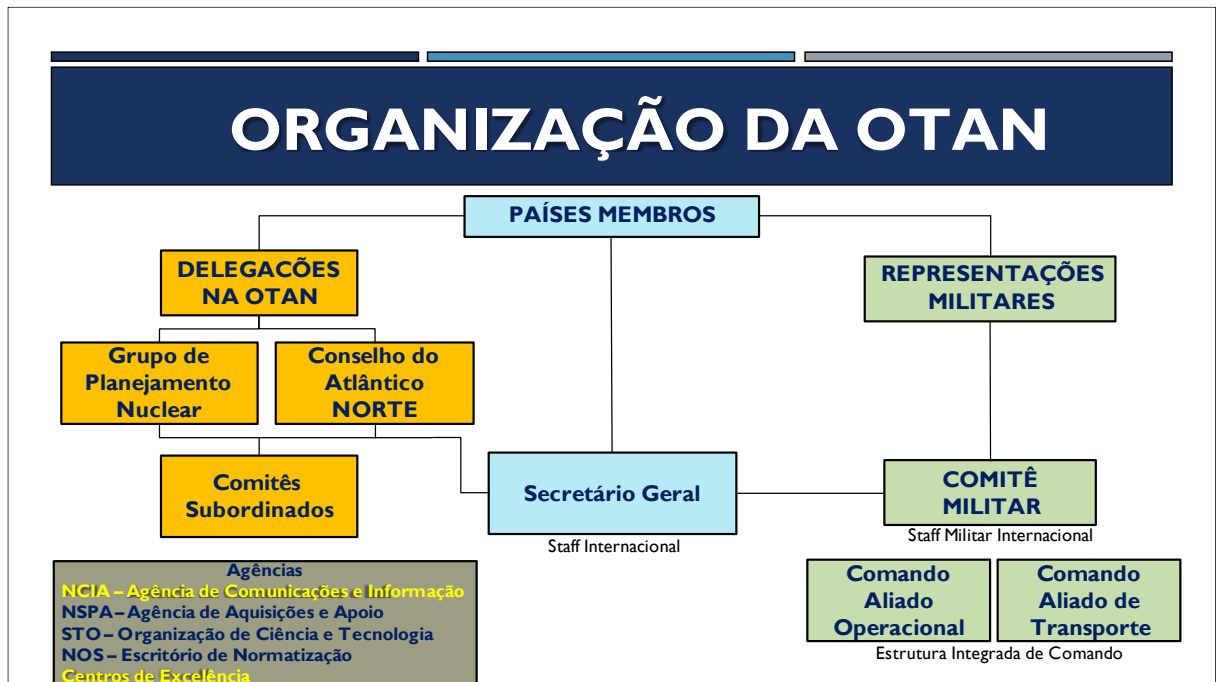 ORGANIZAÇÃO DA OTAN
PAÍSES MEMBROS
DELEGACÕES
NA OTAN
REPRESENTAÇÕES
MILITARES
Grupo de
Planejamento
Nuclear
Conselho do
Atlântico
NORTE
Comitês
Subordinados
Secretário Geral
Staff Internacional
COMITÊ
MILITAR
Staff Militar Internacional
Agências
NCIA – Agência de Comunicações e Informação
NSPA – Agência de Aquisições e Apoio
STO – Organização de Ciência e Tecnologia
NOS – Escritório de Normatização
Centros de Excelência
Comando
Aliado
Operacional
Comando
Aliado de
Transporte
Estrutura Integrada de Comando